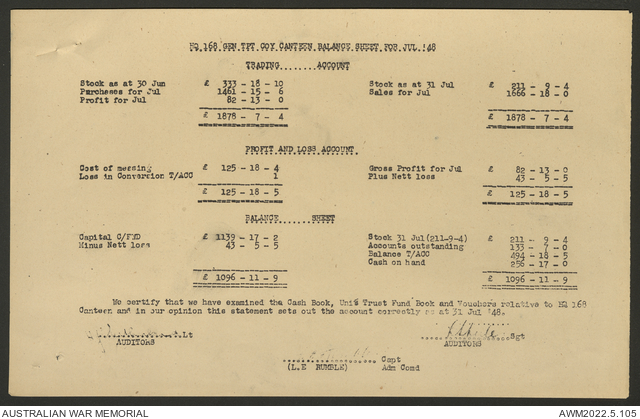 HQ 168 GEN TPT COY CANTEEN BALANCE SHEET FOR JUL '48
TRADING........ACCOUNT
Stock as at 30 Jun £ 333 - 18 - 10 Stock as at 31 Jul £ 211 - 9 - 4
Purchases for Jul 1461 - 15 - 6 Sales for Jul 1666 - 18 - 0
Profit for Jul 82 - 13 - 0
£ 1878 - 7 - 4 £ 1878 - 7 - 4
PROFIT AND LOSS ACCOUNT.
Cost of messing £ 125 - 18 - 4 Gross Profit for Jul £ 82 - 13 - 0
Loss in Conversion T/ACC 1 Plus Nett loss 43 - 5 - 5
£ 125 - 18 - 5 £ 125 - 18 - 5
BALANCE ...... SHEET
Capital C/FWD £ 1139 - 17 - 2 Stock 31 Jul (211-9-4) £ 211 - 9 - 4
Minus Nett loss 43 - 5 - 5 Accounts outstanding 133 - 7 - 0
Balance T/ACC 494 - 18 - 5
Cash on hand 256 - 17 - 0
£ 1096 - 11 - 9 £ 1096 - 11 - 9
We certify that we have examined the Cash Book, Unit Trust Fund Book and Vouchers relative to HQ 168
Canteen and in our opinion this statement sets out the account correctly as at 31 Jul '48.
Lt Sgt
AUDITORS AUDITORS
Capt
(L.E RUMBLE) Adm Comd
AUSTRALIAN WAR MEMORIAL AWM2022.5.105